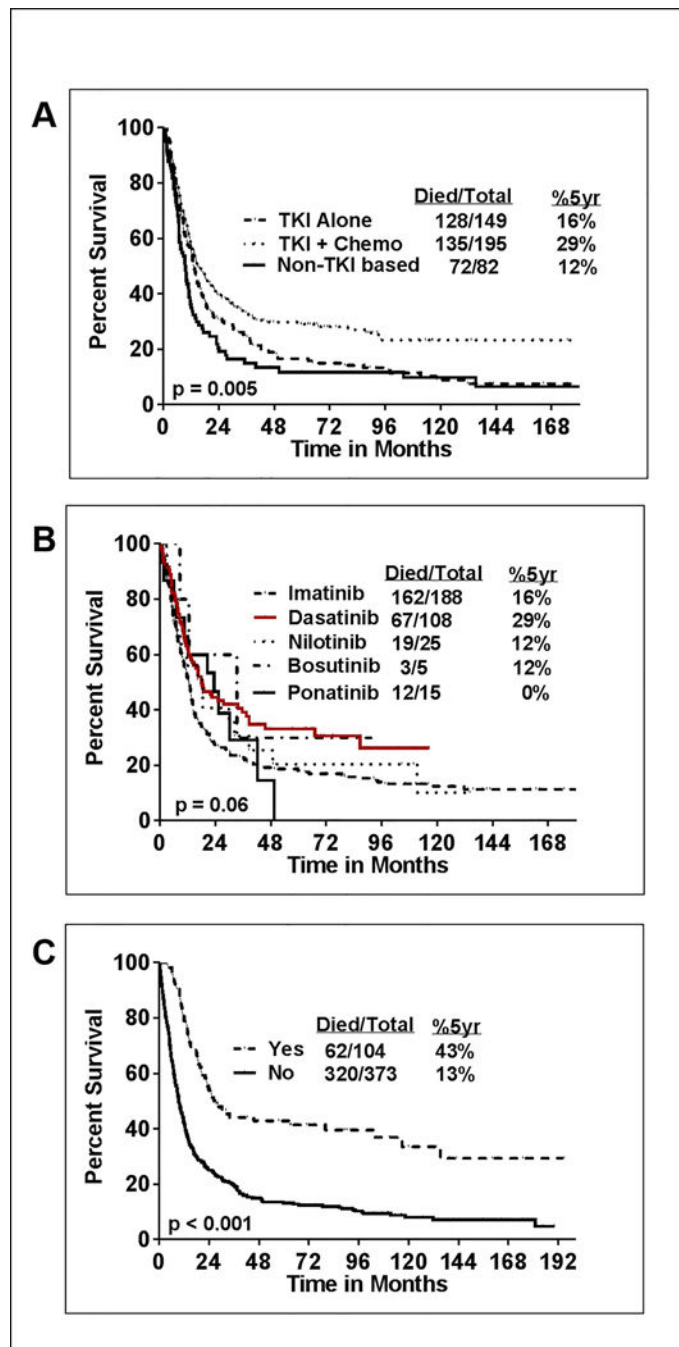 A
100
80
60
40
20
0
Percent Survival
Died/Total %5yr
TKI Alone 128/149 16%
TKI + Chemo 135/195 29%
Non-TKI based 72/82 12%
p = 0.005
0 24 48 72 96 120 144 168
Time in Months
B
100
80
60
40
20
0
Percent Survival
Died/Total %5yr
Imatinib 162/188 16%
Dasatinib 67/108 29%
Nilotinib 19/25 12%
Bosutinib 3/5 12%
Ponatinib 12/15 0%
p = 0.06
0 24 48 72 96 120 144 168
Time in Months
C
100
80
60
40
20
0
Percent Survival
Died/Total %5yr
Yes 62/104 43%
No 320/373 13%
p < 0.001
0 24 48 72 96 120 144 168 192
Time in Months